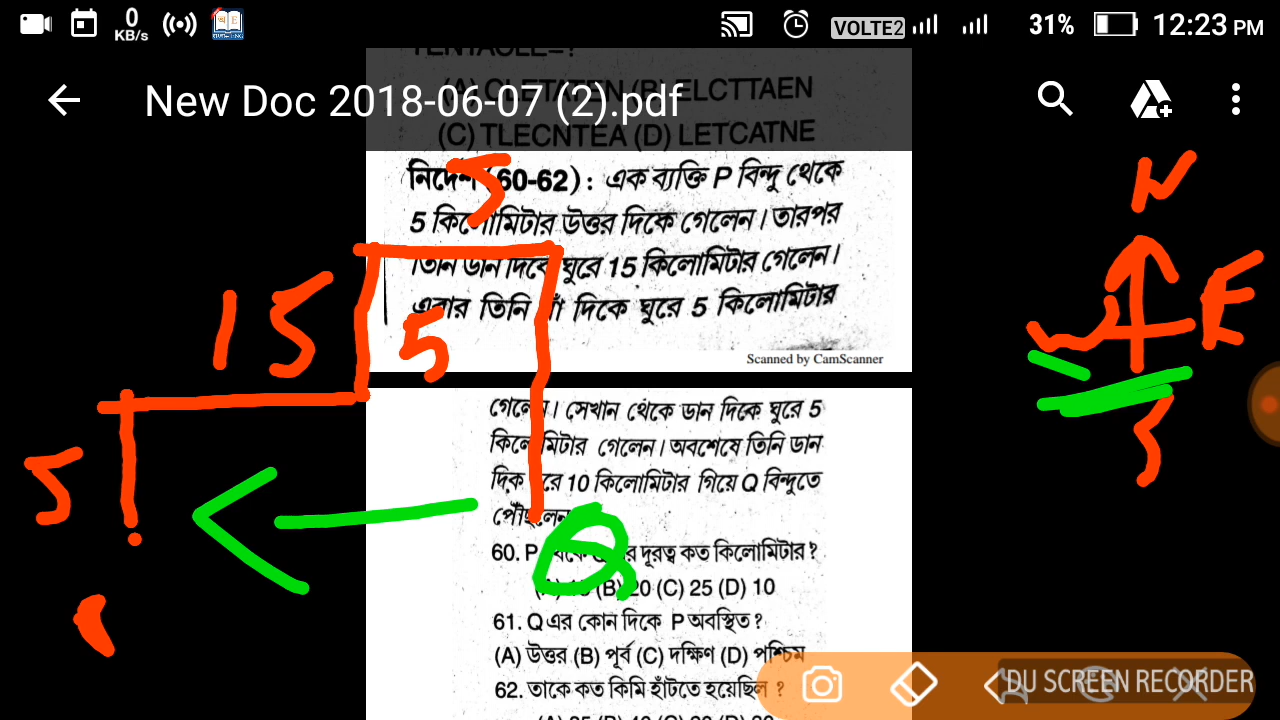 0
KB/s
VOLTE2
31%
12:23 PM
New Doc 2018-06-07 (2).pdf
(A) CLETATEN (B) ELCTTAEN
(C) TLECNTEA (D) LETCATNE
নির্দেশ (60-62) : এক ব্যক্তি P বিন্দু থেকে
5 কিলোমিটার উত্তর দিকে গেলেন। তারপর
তিনি ডান দিকে ঘুরে 15 কিলোমিটার গেলেন।
এবার তিনি বাঁ দিকে ঘুরে 5 কিলোমিটার
Scanned by CamScanner
গেলেন। সেখান থেকে ডান দিকে ঘুরে 5
কিলোমিটার গেলেন। অবশেষে তিনি ডান
দিক ঘুরে 10 কিলোমিটার গিয়ে Q বিন্দুতে
পৌঁছলেন
60. P থেকে দূরত্ব কত কিলোমিটার ?
(B) 20 (C) 25 (D) 10
61. Q এর কোন দিকে P অবস্থিত ?
(A) উত্তর (B) পূর্ব (C) দক্ষিণ (D) পশ্চিম
62. তাকে কত কিমি হাঁটতে হয়েছিল ?
5
15
5
5
Q
N
E
S
DU SCREEN RECORDER